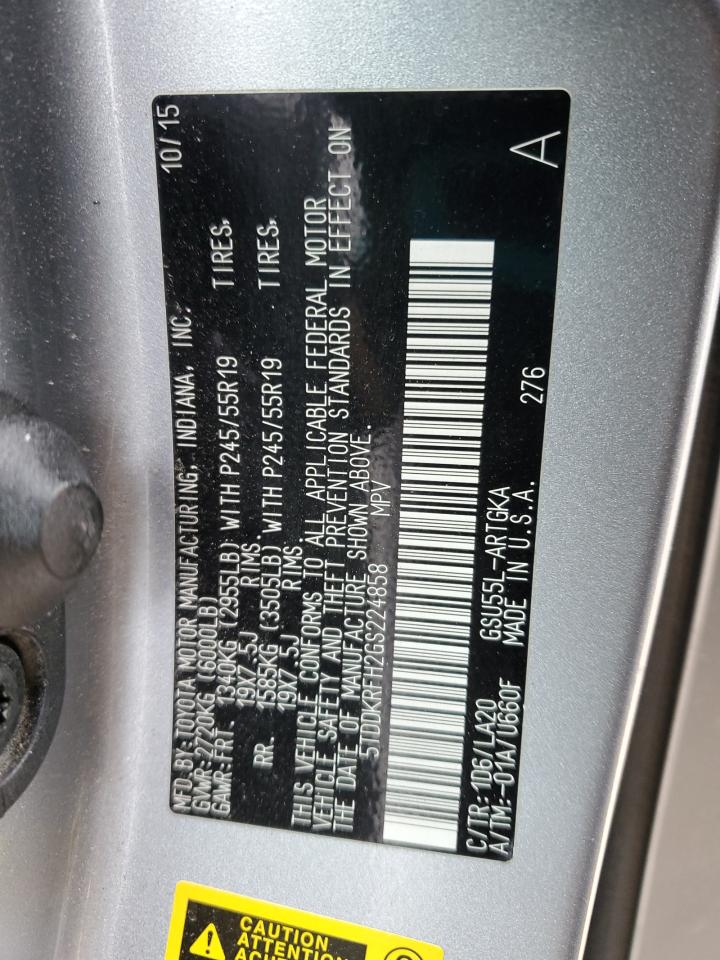 MFD.BY:TOYOTA MOTOR MANUFACTURING, INDIANA, INC. 10/15
GVWR:2720KG (6000LB)
GAWR:FRT. 1340KG (2955LB) WITH P245/55R19 TIRES,
19X7.5J RIMS.
RR. 1585KG (3505LB) WITH P245/55R19 TIRES,
19X7.5J RIMS
THIS VEHICLE CONFORMS TO ALL APPLICABLE FEDERAL MOTOR
VEHICLE SAFETY AND THEFT PREVENTION STANDARDS IN EFFECT ON
THE DATE OF MANUFACTURE SHOWN ABOVE.
5TDDKRFH2GS224858 MPV
C/TR:1D6/LA20 GSU55L-ARTGKA 276 A
A/TM:-01A/U660F MADE IN U.S.A.
CAUTION
ATTENTION